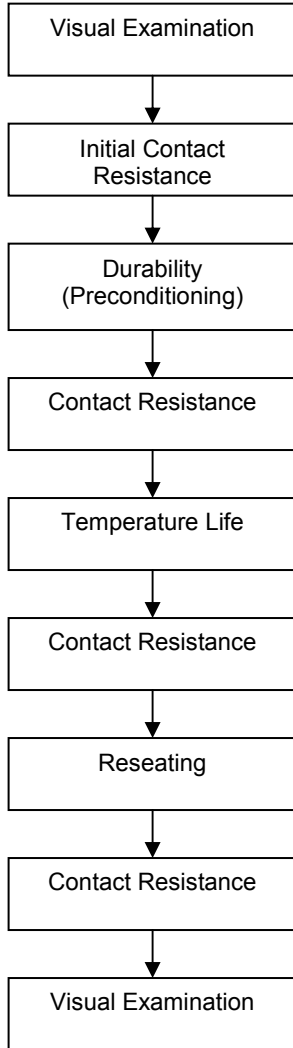 Visual Examination
Initial Contact
Resistance
Durability
(Preconditioning)
Contact Resistance
Temperature Life
Contact Resistance
Reseating
Contact Resistance
Visual Examination